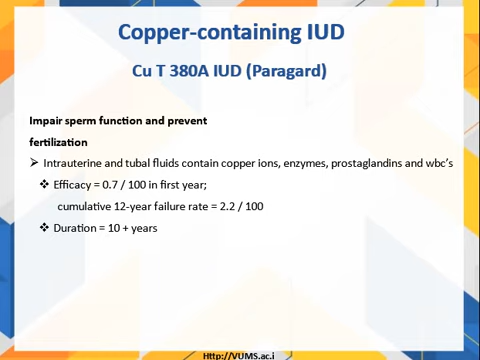 Copper-containing IUD
Cu T 380A IUD (Paragard)
Impair sperm function and prevent
fertilization
➢ Intrauterine and tubal fluids contain copper ions, enzymes, prostaglandins and wbc's
❖ Efficacy = 0.7 / 100 in first year;
cumulative 12-year failure rate = 2.2 / 100
❖ Duration = 10 + years
Http://VUMS.ac.i